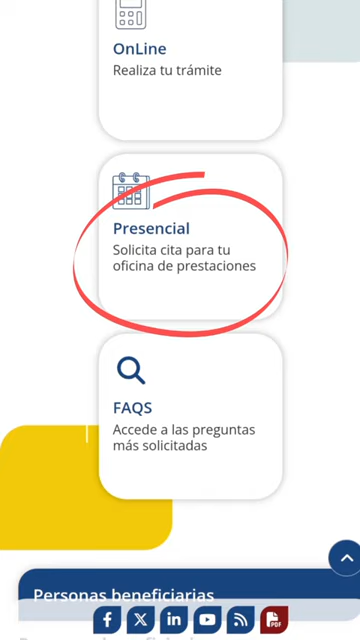 OnLine
Realiza tu trámite
Presencial
Solicita cita para tu
oficina de prestaciones
FAQS
Accede a las preguntas
más solicitadas
Personas beneficiarias
PDF